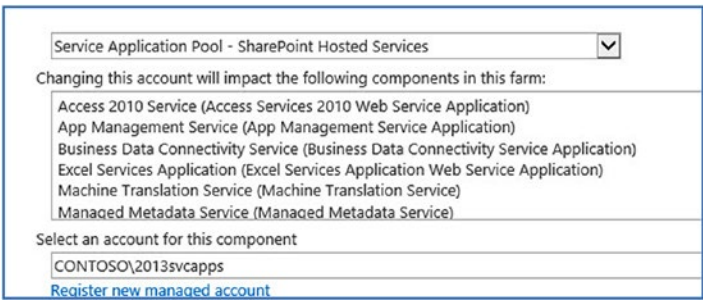 Service Application Pool - SharePoint Hosted Services
Changing this account will impact the following components in this farm:
Access 2010 Service (Access Services 2010 Web Service Application)
App Management Service (App Management Service Application)
Business Data Connectivity Service (Business Data Connectivity Service Application)
Excel Services Application (Excel Services Application Web Service Application)
Machine Translation Service (Machine Translation Service)
Managed Metadata Service (Managed Metadata Service)
Select an account for this component
CONTOSO\2013svcapps
Register new managed account